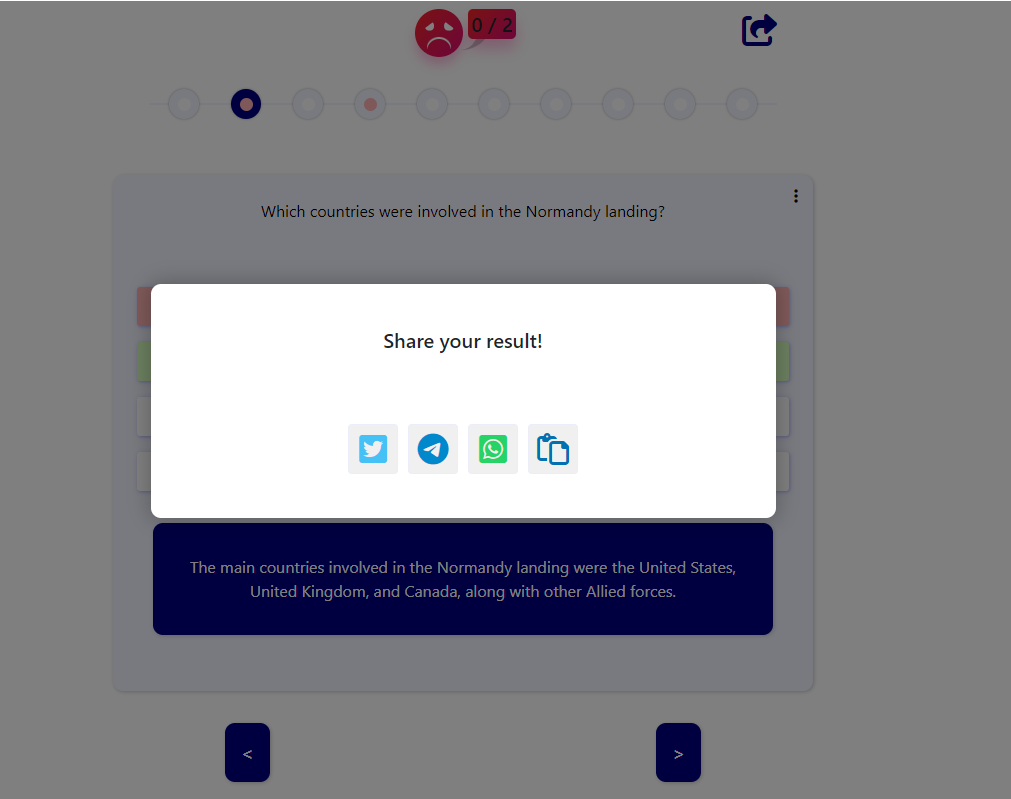 0 / 2
Which countries were involved in the Normandy landing?
Share your result!
The main countries involved in the Normandy landing were the United States,
United Kingdom, and Canada, along with other Allied forces.
<
>